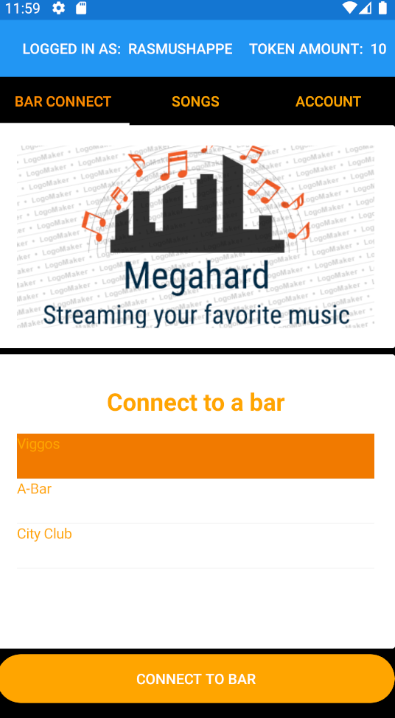 11:59
LOGGED IN AS: RASMUSHAPPE TOKEN AMOUNT: 10
BAR CONNECT SONGS ACCOUNT
Megahard
Streaming your favorite music
Connect to a bar
Viggos
A-Bar
City Club
CONNECT TO BAR